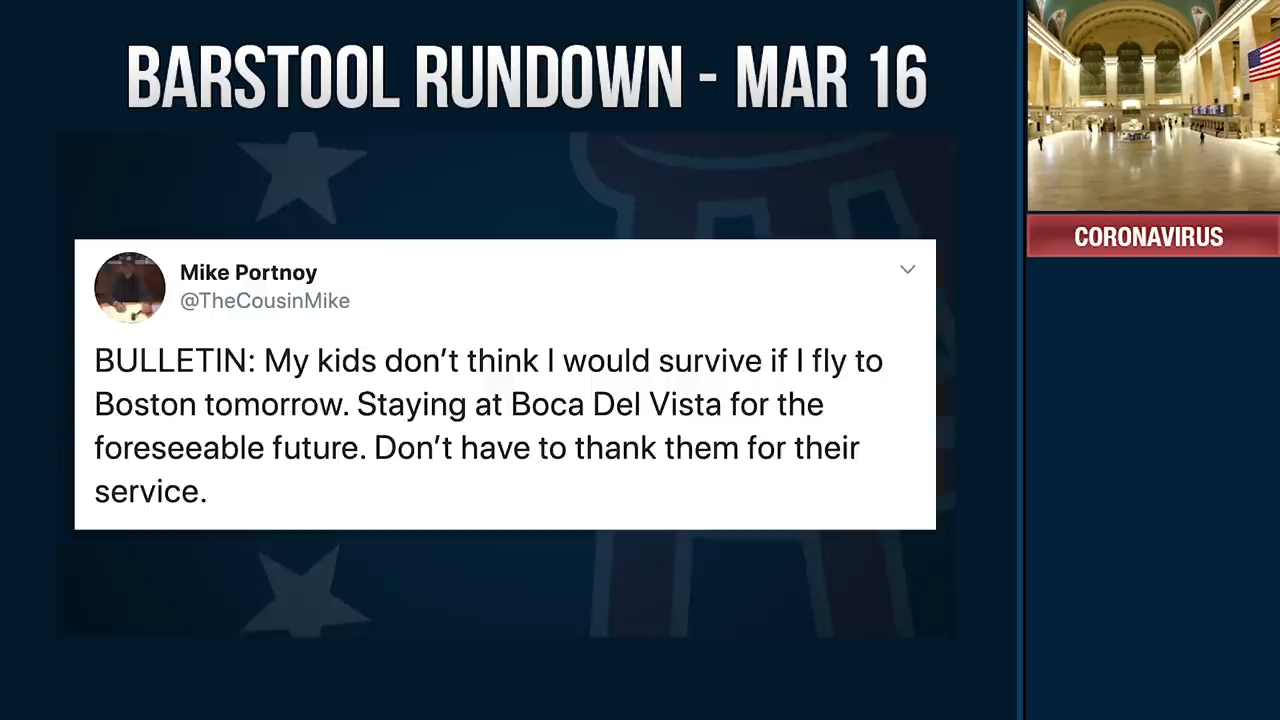 BARSTOOL RUNDOWN - MAR 16
CORONAVIRUS
Mike Portnoy
@TheCousinMike
BULLETIN: My kids don’t think I would survive if I fly to
Boston tomorrow. Staying at Boca Del Vista for the
foreseeable future. Don’t have to thank them for their
service.